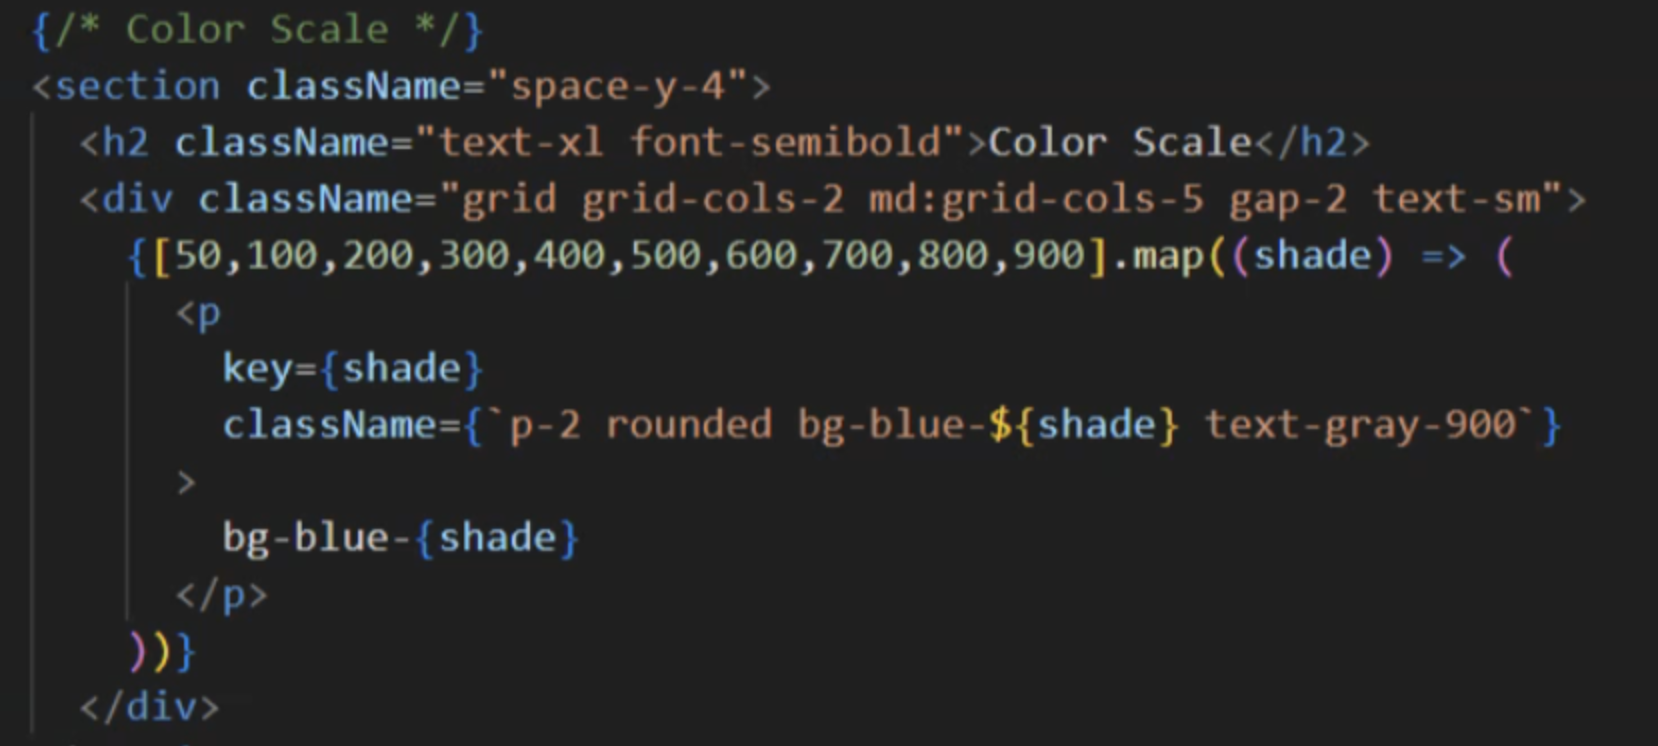 {/* Color Scale */}
<section className="space-y-4">
<h2 className="text-xl font-semibold">Color Scale</h2>
<div className="grid grid-cols-2 md:grid-cols-5 gap-2 text-sm">
{[50,100,200,300,400,500,600,700,800,900].map((shade) => (
<p
key={shade}
className={`p-2 rounded bg-blue-${shade} text-gray-900`}
>
bg-blue-{shade}
</p>
))}
</div>